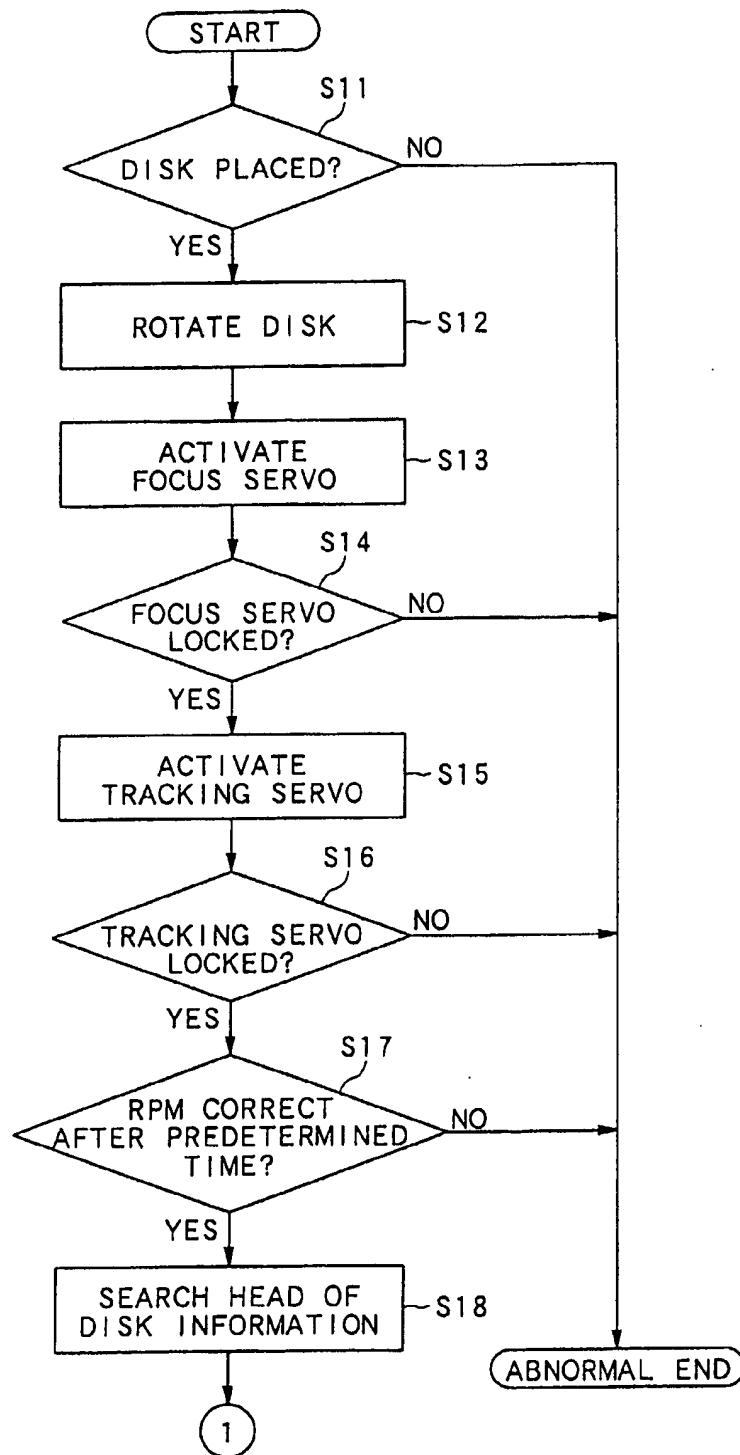 START
S11
DISK PLACED?
NO
YES
ROTATE DISK
S12
ACTIVATE
FOCUS SERVO
S13
S14
FOCUS SERVO
LOCKED?
NO
YES
ACTIVATE
TRACKING SERVO
S15
S16
TRACKING SERVO
LOCKED?
NO
YES
S17
RPM CORRECT
AFTER PREDETERMINED
TIME?
NO
YES
SEARCH HEAD OF
DISK INFORMATION
S18
ABNORMAL END
1